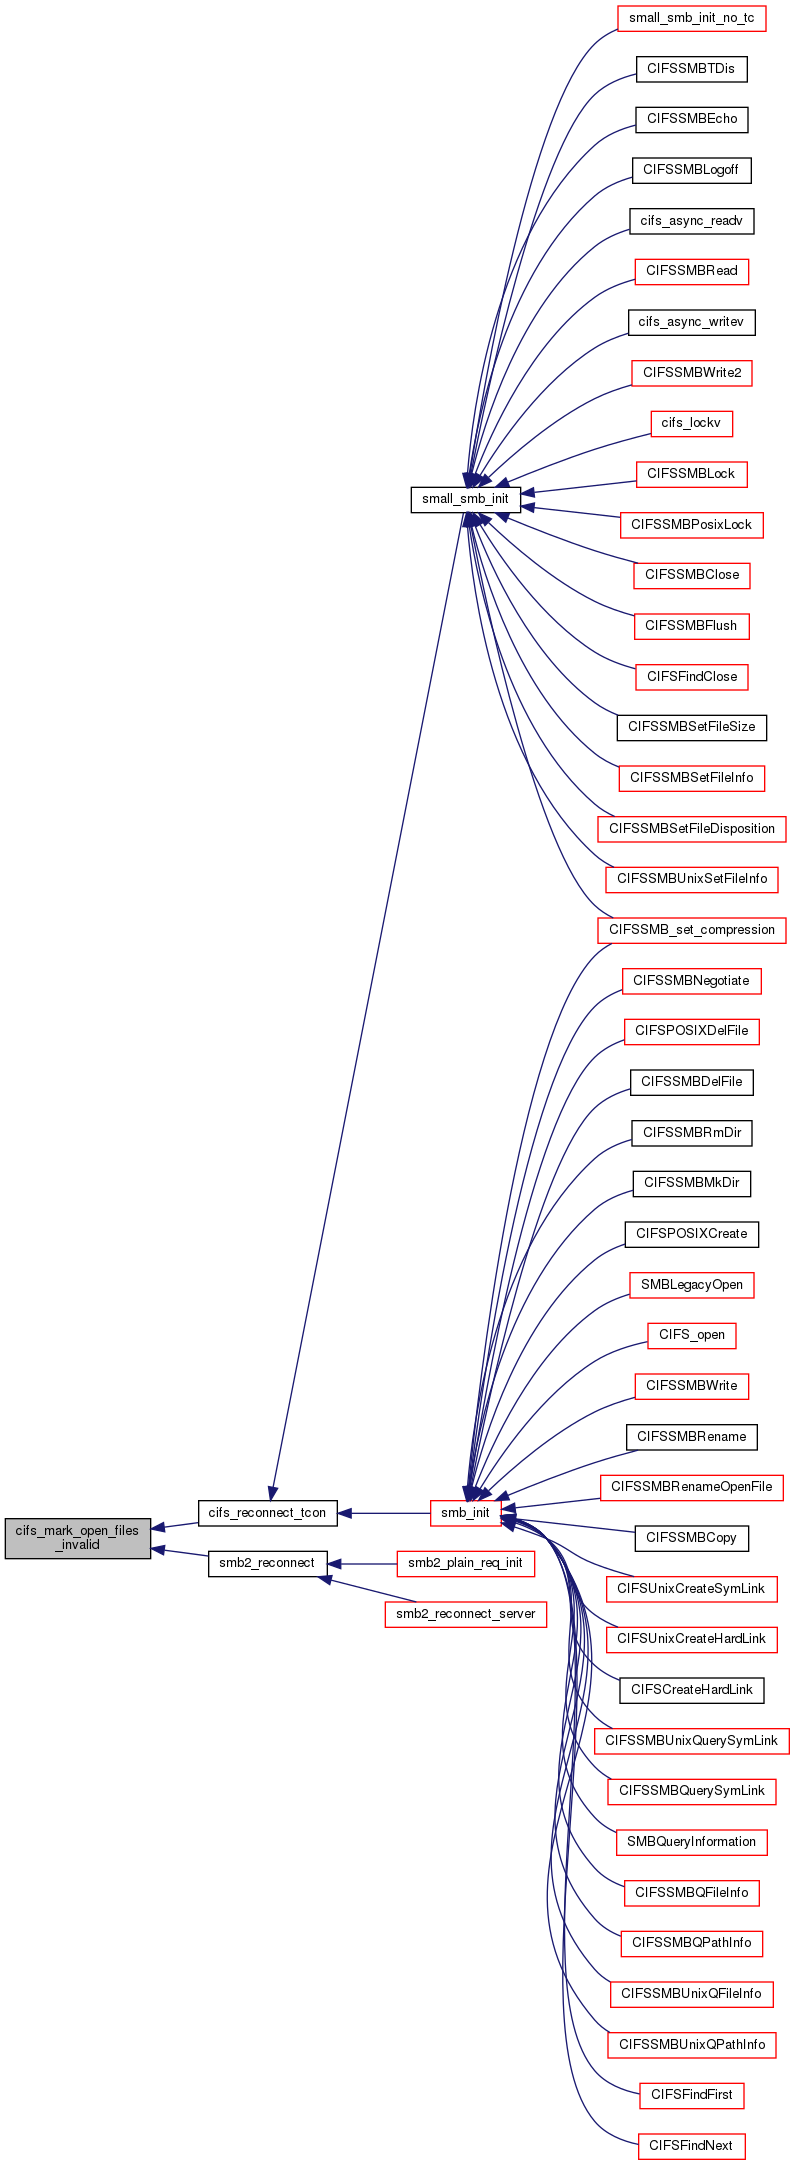 small_smb_init_no_tc
CIFSSMBTDis
CIFSSMBEcho
CIFSSMBLogoff
cifs_async_readv
CIFSSMBRead
cifs_async_writev
CIFSSMBWrite2
cifs_lockv
CIFSSMBLock
small_smb_init
CIFSSMBPosixLock
CIFSSMBClose
CIFSSMBFlush
CIFSFindClose
CIFSSMBSetFileSize
CIFSSMBSetFileInfo
CIFSSMBSetFileDisposition
CIFSSMBUnixSetFileInfo
CIFSSMB_set_compression
CIFSSMBNegotiate
CIFSPOSIXDelFile
CIFSSMBDelFile
CIFSSMBRmDir
CIFSSMBMkDir
CIFSPOSIXCreate
SMBLegacyOpen
CIFS_open
CIFSSMBWrite
CIFSSMBRename
CIFSSMBRenameOpenFile
cifs_reconnect_tcon
smb_init
cifs_mark_open_files
_invalid
CIFSSMBCopy
smb2_reconnect
smb2_plain_req_init
CIFSUnixCreateSymLink
smb2_reconnect_server
CIFSUnixCreateHardLink
CIFSCreateHardLink
CIFSSMBUnixQuerySymLink
CIFSSMBQuerySymLink
SMBQueryInformation
CIFSSMBQFileInfo
CIFSSMBQPathInfo
CIFSSMBUnixQFileInfo
CIFSSMBUnixQPathInfo
CIFSFindFirst
CIFSFindNext